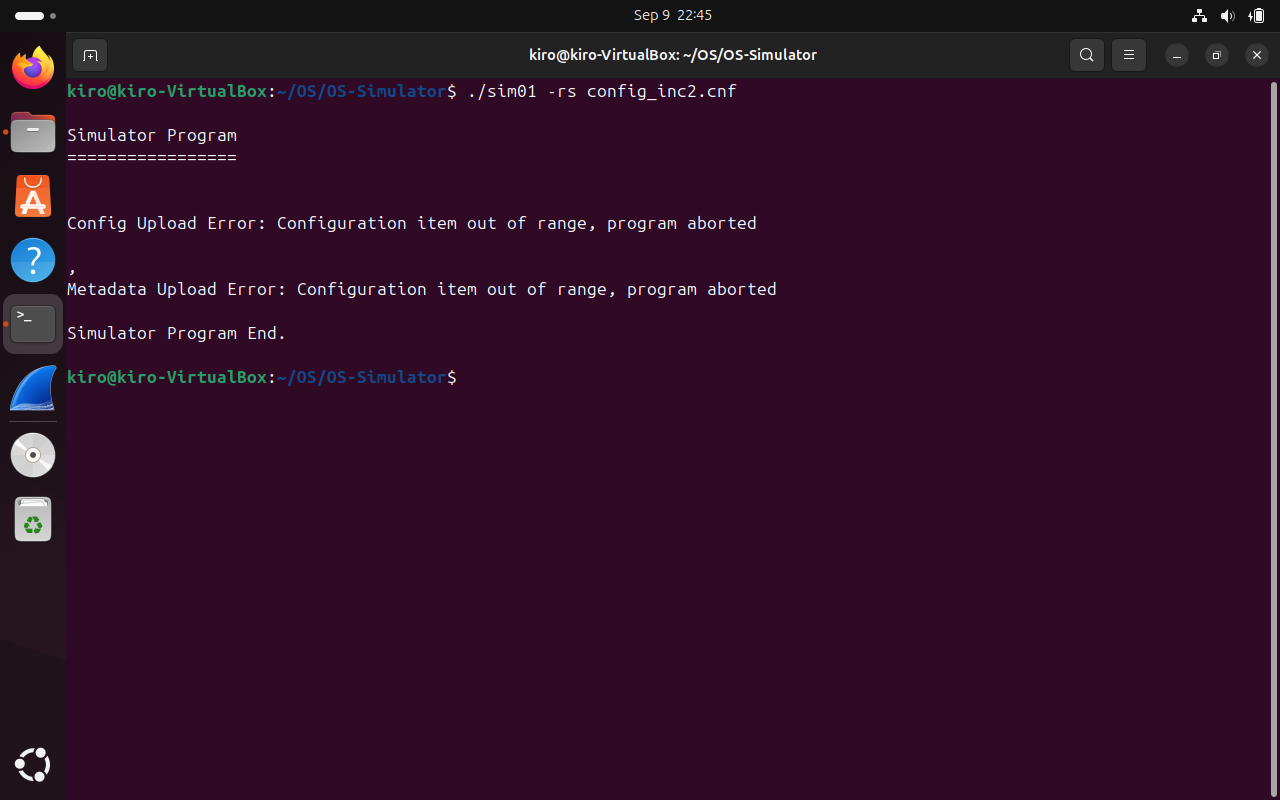 Sep 9 22:45
kiro@kiro-VirtualBox: ~/OS/OS-Simulator
kiro@kiro-VirtualBox:~/OS/OS-Simulator$ ./sim01 -rs config_inc2.cnf
Simulator Program
=================
Config Upload Error: Configuration item out of range, program aborted
,
Metadata Upload Error: Configuration item out of range, program aborted
Simulator Program End.
kiro@kiro-VirtualBox:~/OS/OS-Simulator$